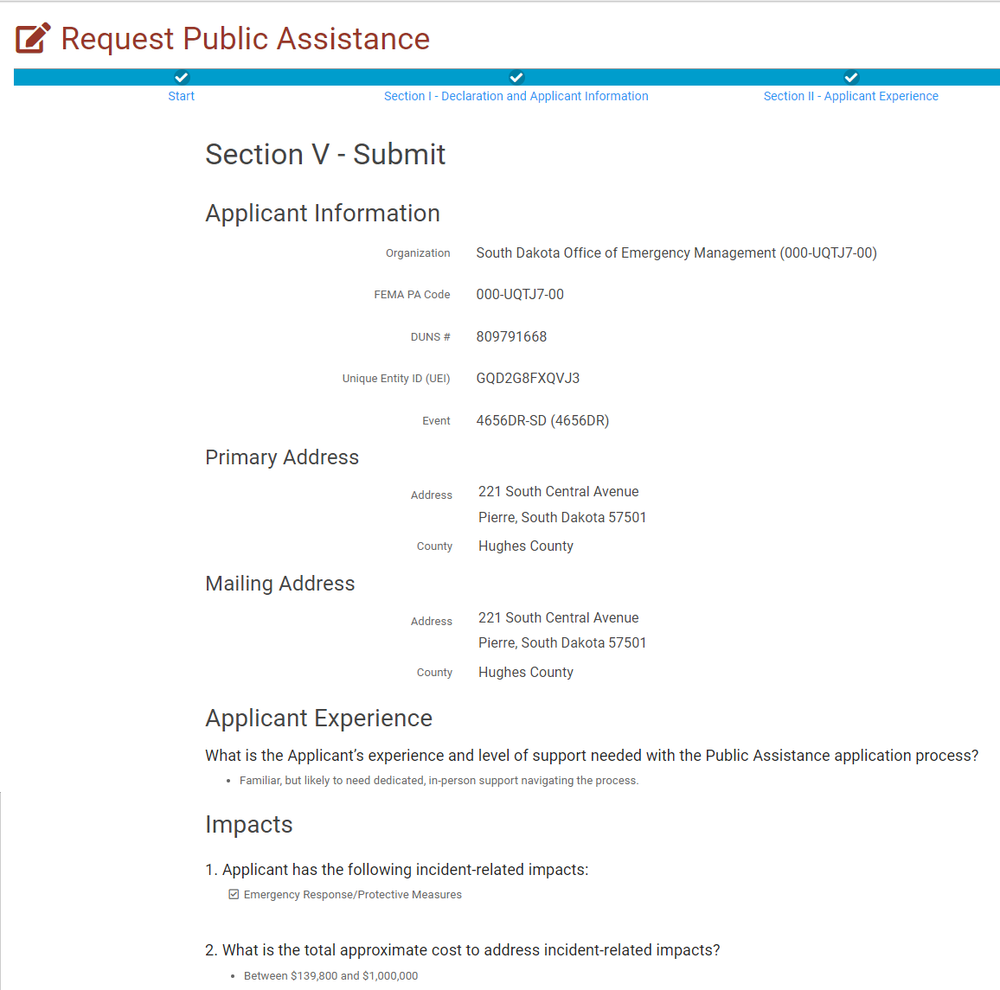 Request Public Assistance
Start
Section I - Declaration and Applicant Information
Section II - Applicant Experience
Section V - Submit
Applicant Information
Organization South Dakota Office of Emergency Management (000-UQTJ7-00)
FEMA PA Code 000-UQTJ7-00
DUNS # 809791668
Unique Entity ID (UEI) GQD2G8FXQVJ3
Event 4656DR-SD (4656DR)
Primary Address
Address 221 South Central Avenue
Pierre, South Dakota 57501
County Hughes County
Mailing Address
Address 221 South Central Avenue
Pierre, South Dakota 57501
County Hughes County
Applicant Experience
What is the Applicant’s experience and level of support needed with the Public Assistance application process?
• Familiar, but likely to need dedicated, in-person support navigating the process.
Impacts
1. Applicant has the following incident-related impacts:
Emergency Response/Protective Measures
2. What is the total approximate cost to address incident-related impacts?
• Between $139,800 and $1,000,000